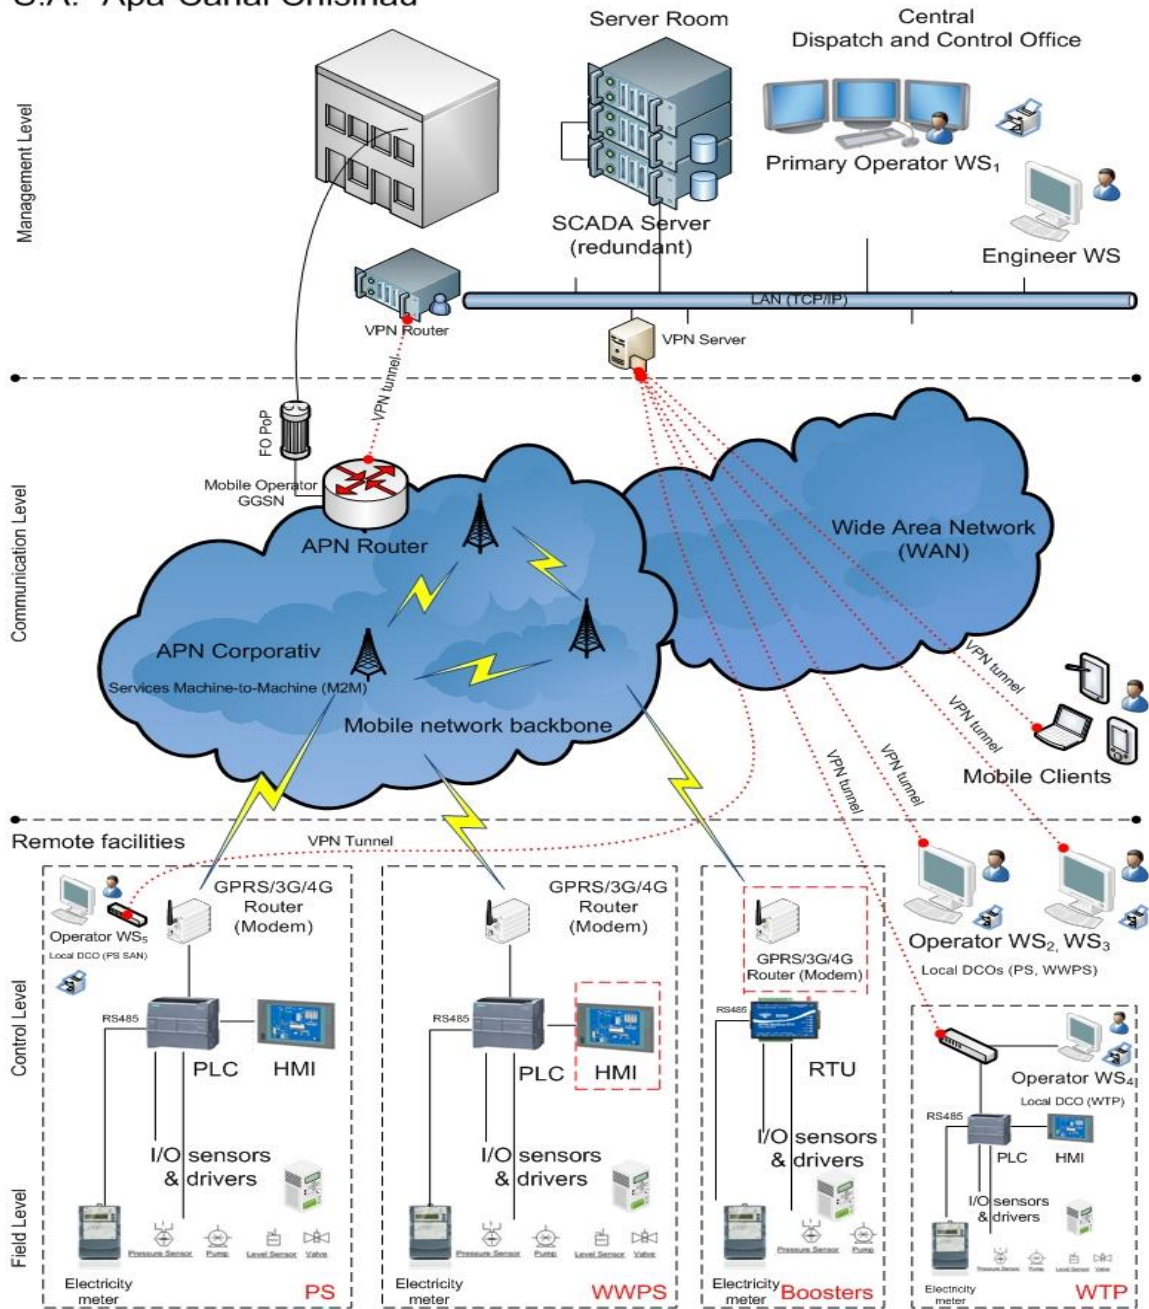 S.A. "Apa-Canal Chisinau"
Server Room
Central
Dispatch and Control Office
Management Level
Primary Operator WS1
SCADA Server
(redundant)
Engineer WS
LAN (TCP/IP)
VPN Router
VPN Server
VPN tunnel
FO PoP
Mobile Operator
GGSN
APN Router
Wide Area Network
(WAN)
Communication Level
APN Corporativ
Services Machine-to-Machine (M2M)
Mobile network backbone
VPN tunnel
VPN tunnel
VPN tunnel
VPN tunnel
Mobile Clients
Remote facilities
VPN Tunnel
GPRS/3G/4G
Router
(Modem)
Operator WS5
Local DCO (PS SAN)
RS485
PLC
HMI
I/O sensors
& drivers
Pressure Sensor
Pump
Level Sensor
Valve
Electricity
meter
PS
GPRS/3G/4G
Router
(Modem)
RS485
PLC
HMI
I/O sensors
& drivers
Pressure Sensor
Pump
Level Sensor
Valve
Electricity
meter
WWPS
GPRS/3G/4G
Router (Modem)
RS485
RTU
I/O sensors
& drivers
Pressure Sensor
Pump
Electricity
meter
Boosters
Operator WS2, WS3
Local DCOs (PS, WWPS)
Operator WS4
Local DCO (WTP)
RS485
PLC
HMI
I/O sensors
& drivers
Pressure Sensor
Pump
Level Sensor
Valve
Electricity
meter
WTP
Control Level
Field Level